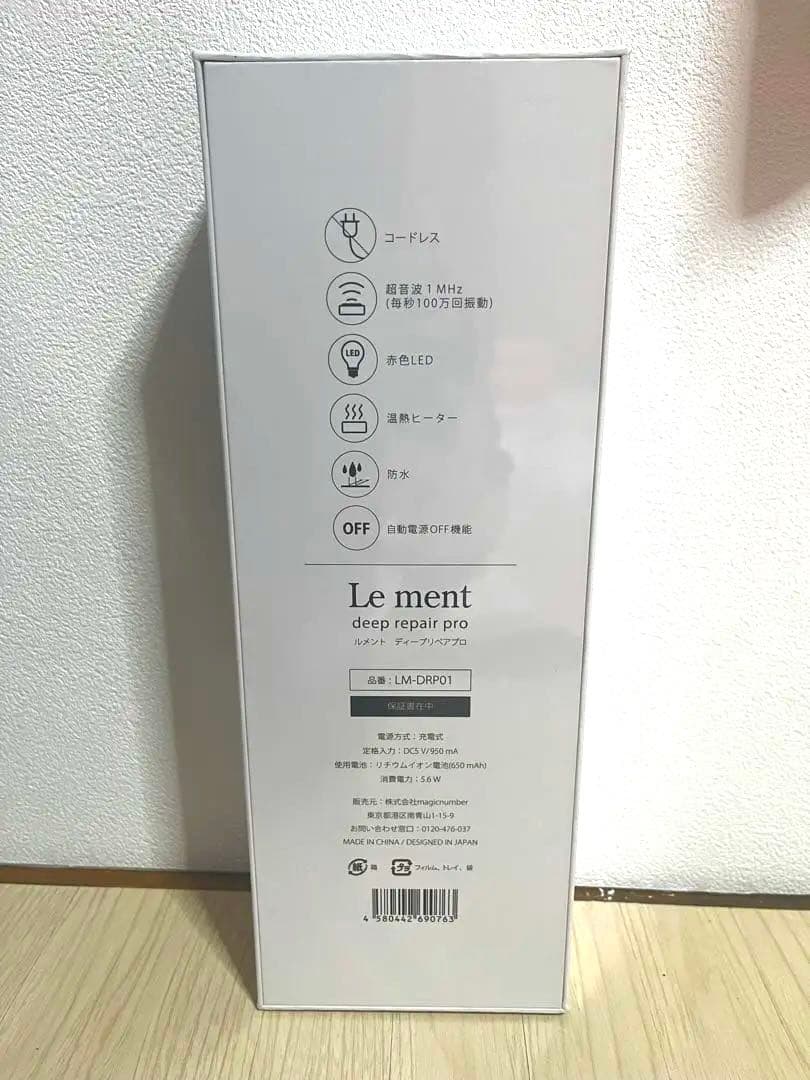 コードレス
超音波1MHz
(毎秒100万回振動)
LED
赤色LED
温熱ヒーター
防水
OFF
自動電源OFF機能
Le ment
deep repair pro
ルメント ディープリペアプロ
品番：LM-DRP01
保証書在中
電源方式：充電式
定格入力：DC5 V/950 mA
使用電池：リチウムイオン電池(650 mAh)
消費電力：5.6 W
販売元：株式会社magicnumber
東京都港区南青山1-15-9
お問い合わせ窓口：0120-476-037
MADE IN CHINA / DESIGNED IN JAPAN
紙 箱 プラ フィルム、トレイ、袋
4 580442 690763